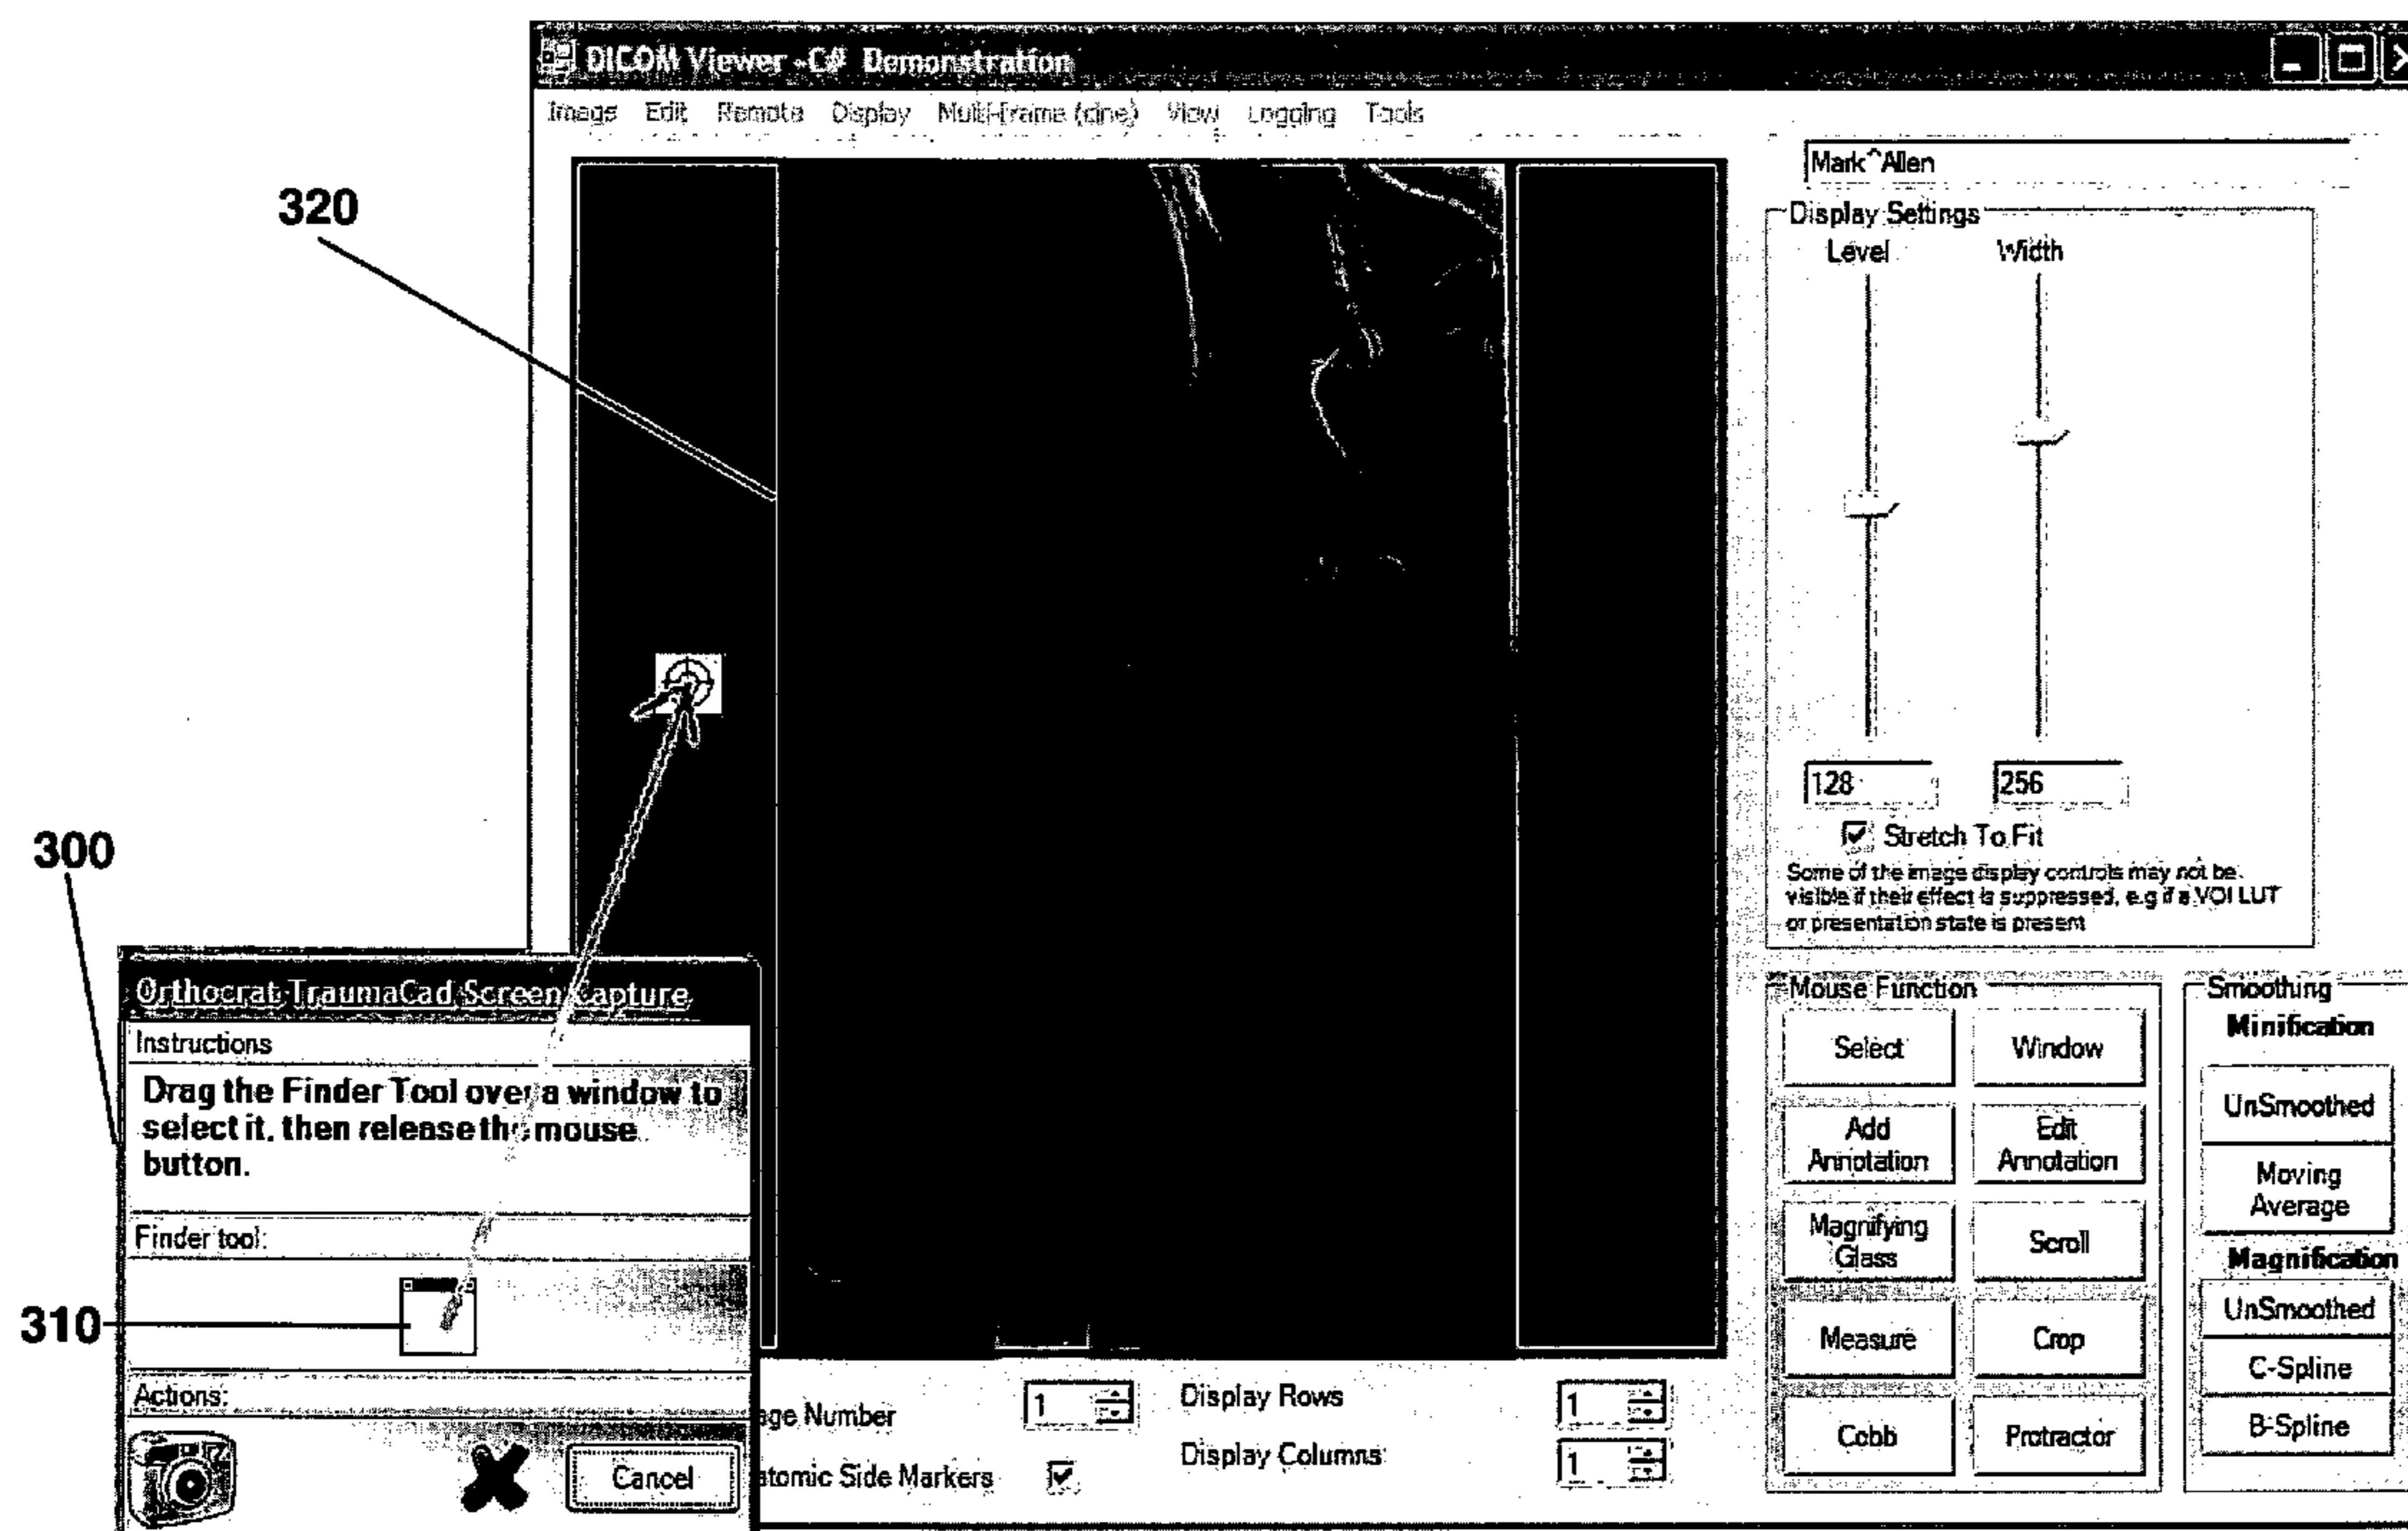 DICOM Viewer -C# Demonstration
Image Edit Remote Display Multi-frame (cine) View Logging Tools
Mark^Allen
320
Display Settings
Level Width
128 256
Stretch To Fit
Some of the image display controls may not be
visible if their effect is suppressed, e.g if a VOI LUT
or presentation state is present
300
Orthocrat TraumaCad Screen Capture
Instructions
Drag the Finder Tool over a window to
select it, then release the mouse
button.
Finder tool:
310
Actions:
Cancel
age Number 1
Display Rows 1
atomic Side Markers
Display Columns 1
Mouse Function
Select Window
Add
Annotation
Edit
Annotation
Magnifying
Glass
Scroll
Measure Crop
Cobb Protractor
Smoothing
Minification
UnSmoothed
Moving
Average
Magnification
UnSmoothed
C-Spline
B-Spline